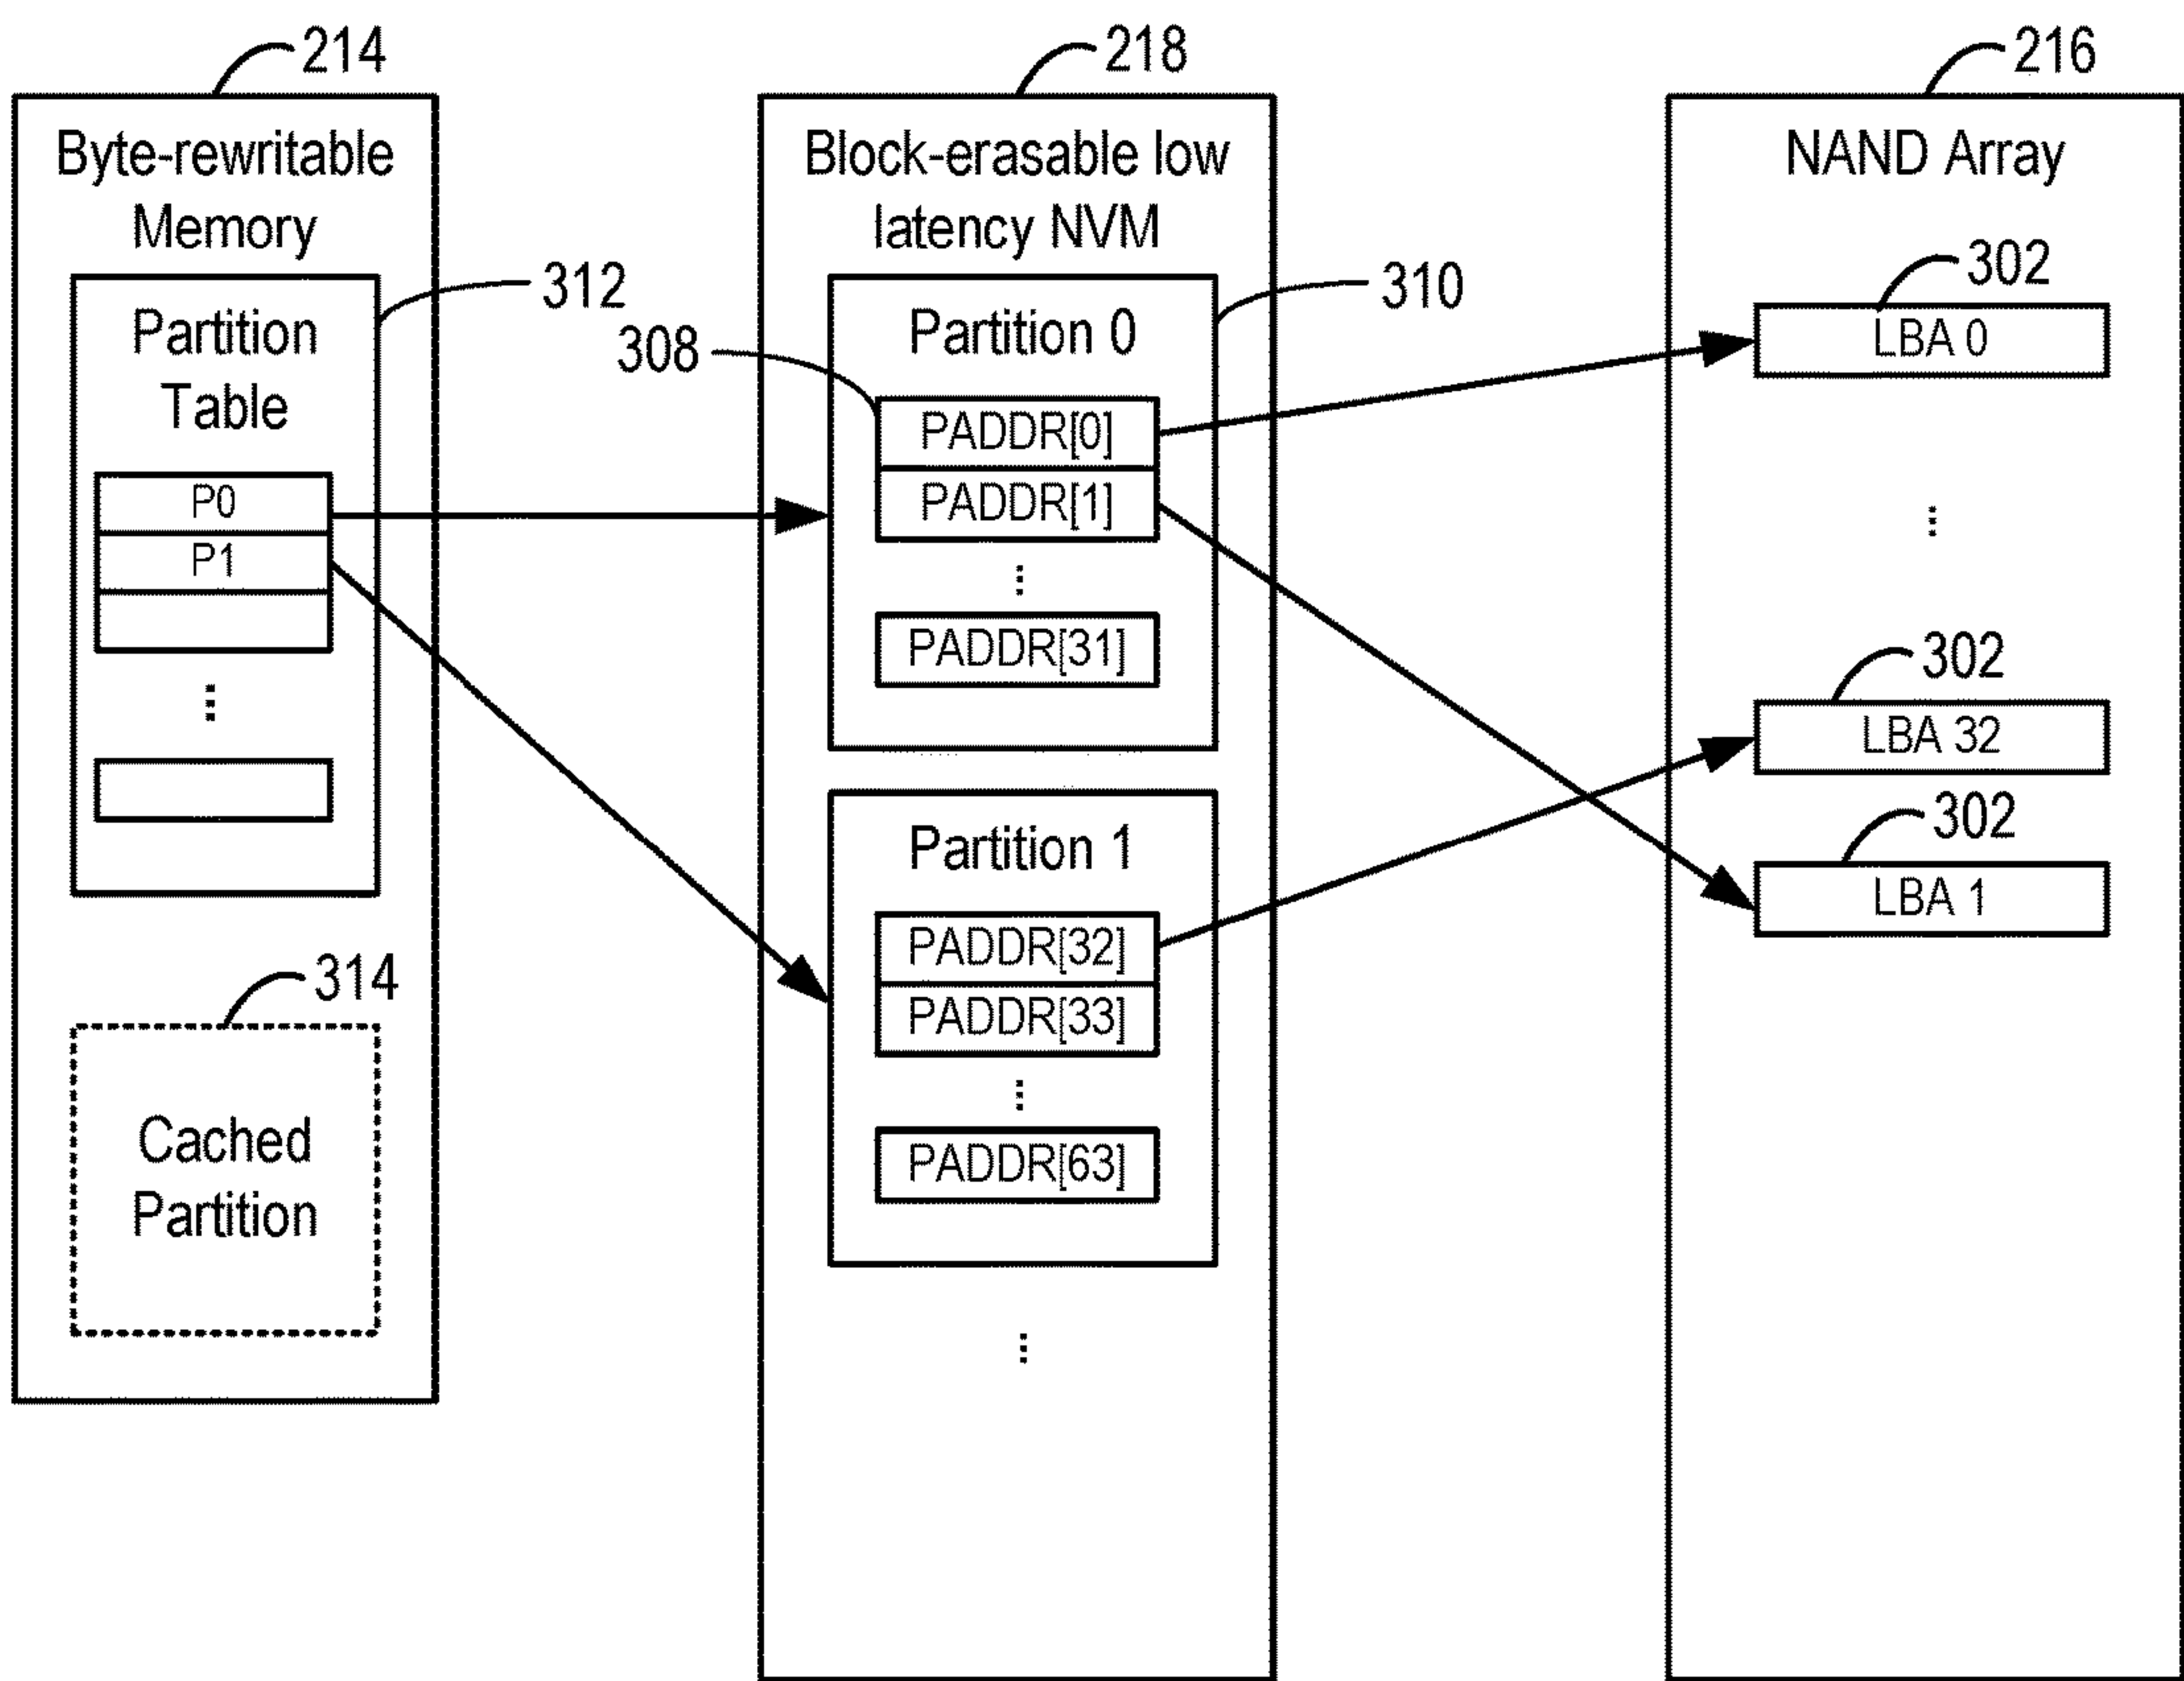 214
Byte-rewritable
Memory
312
Partition
Table
P0
P1
...
314
Cached
Partition
218
Block-erasable low
latency NVM
310
Partition 0
308
PADDR[0]
PADDR[1]
...
PADDR[31]
Partition 1
PADDR[32]
PADDR[33]
...
PADDR[63]
...
216
NAND Array
302
LBA 0
...
302
LBA 32
302
LBA 1